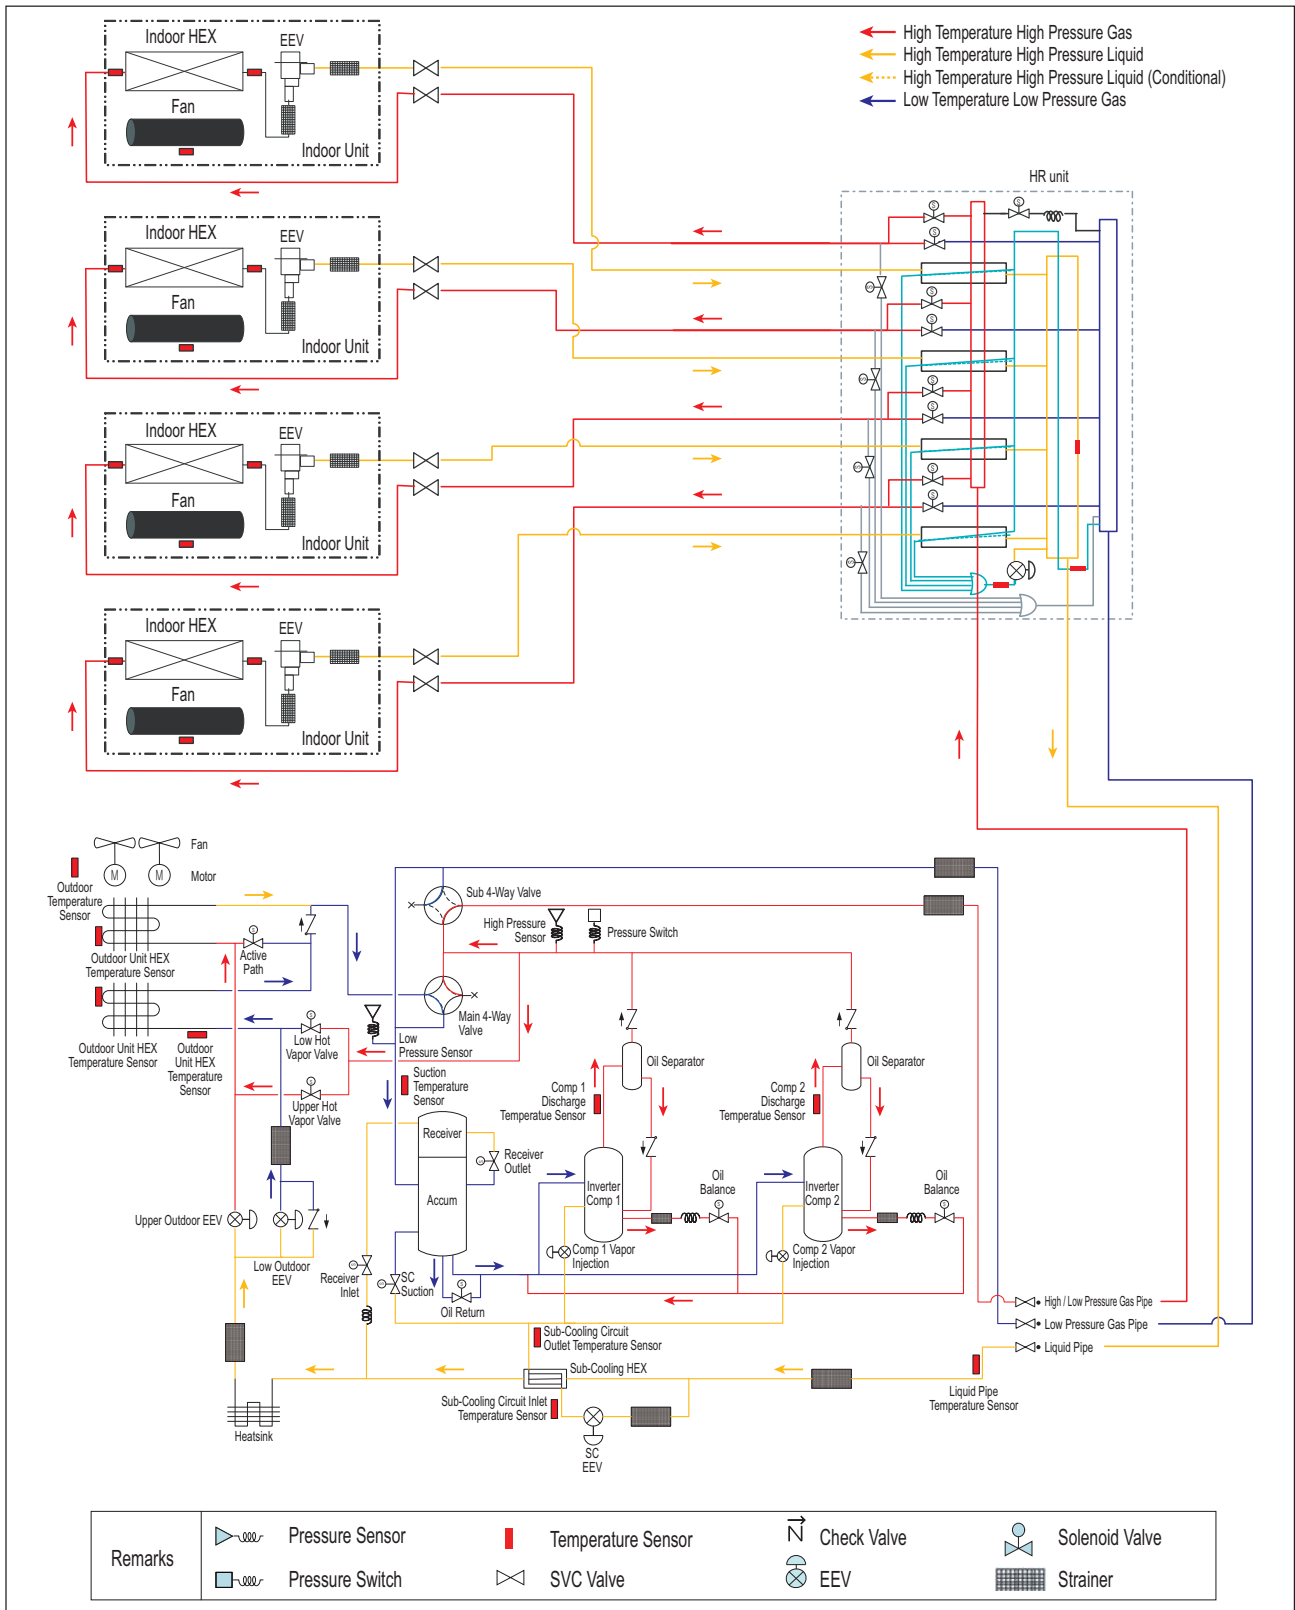 High Temperature High Pressure Gas
High Temperature High Pressure Liquid
High Temperature High Pressure Liquid (Conditional)
Low Temperature Low Pressure Gas
Indoor HEX
EEV
Fan
Indoor Unit
HR unit
S
S
S
S
S
S
S
S
S
S
S
S
S
Indoor HEX
EEV
Fan
Indoor Unit
Indoor HEX
EEV
Fan
Indoor Unit
Indoor HEX
EEV
Fan
Indoor Unit
Fan
M
M
Motor
Outdoor
Temperature
Sensor
Sub 4-Way Valve
High Pressure
Sensor
Pressure Switch
S
Active
Path
Outdoor Unit HEX
Temperature Sensor
Main 4-Way
Valve
Outdoor Unit HEX
Temperature Sensor
Outdoor
Unit HEX
Temperature
Sensor
S
Low Hot
Vapor Valve
Low
Pressure Sensor
Suction
Temperature
Sensor
S
Upper Hot
Vapor Valve
Oil Separator
Oil Separator
Comp 1
Discharge
Temperatue Sensor
Comp 2
Discharge
Temperatue Sensor
Receiver
S
Receiver
Outlet
Accum
Inverter
Comp 1
Oil
Balance
S
Inverter
Comp 2
Oil
Balance
S
Upper Outdoor EEV
Low Outdoor
EEV
S
Receiver
Inlet
S
SC
Suction
S
Oil Return
Comp 1 Vapor
Injection
Comp 2 Vapor
Injection
High / Low Pressure Gas Pipe
Low Pressure Gas Pipe
Liquid Pipe
Sub-Cooling Circuit
Outlet Temperature Sensor
Sub-Cooling HEX
Sub-Cooling Circuit Inlet
Temperature Sensor
SC
EEV
Liquid Pipe
Temperature Sensor
Heatsink
Remarks
Pressure Sensor
Temperature Sensor
Check Valve
Solenoid Valve
Pressure Switch
SVC Valve
EEV
Strainer